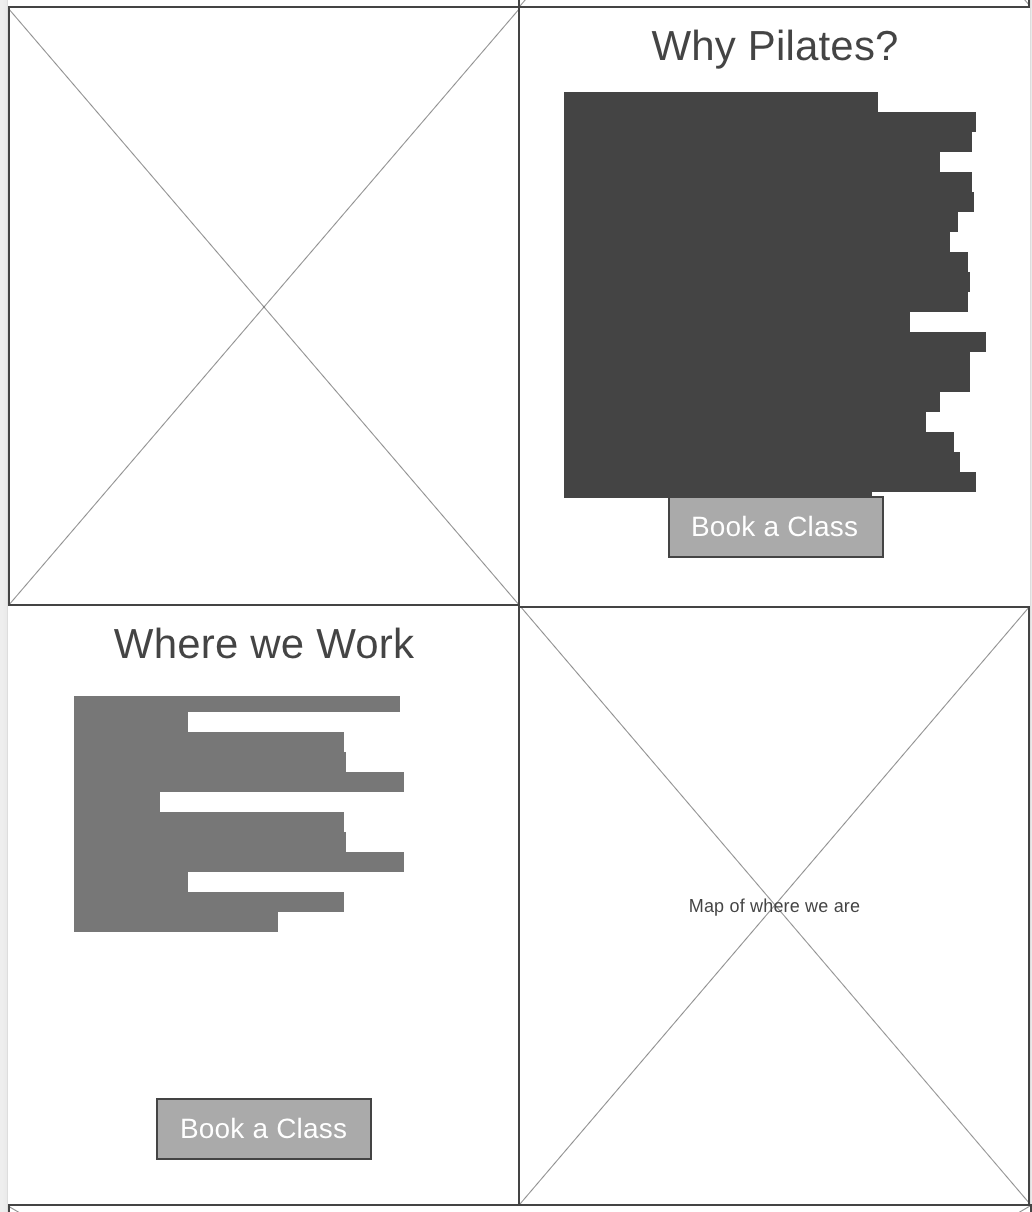 Why Pilates?
Book a Class
Where we Work
Map of where we are
Book a Class